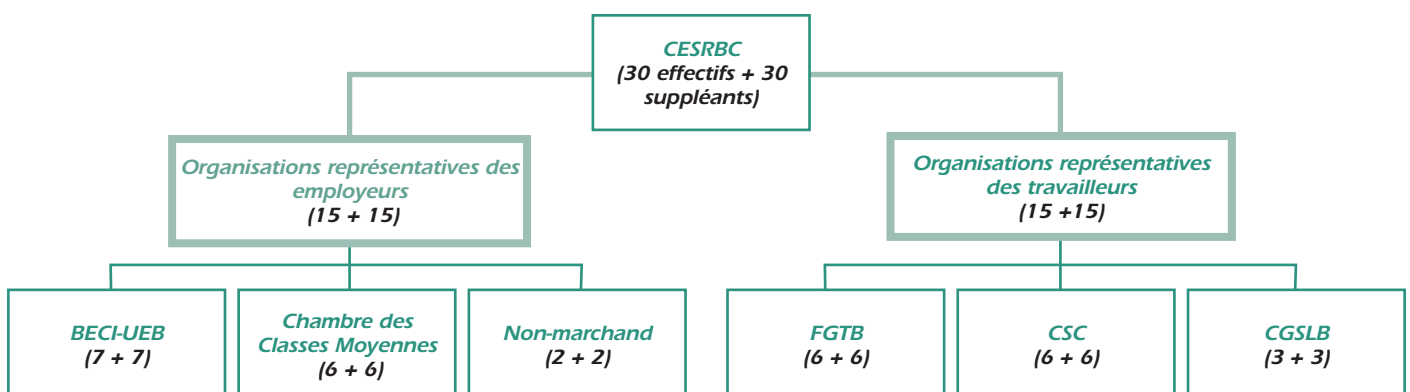 CESRBC
(30 effectifs + 30
suppléants)
Organisations représentatives des
employeurs
(15 + 15)
Organisations représentatives
des travailleurs
(15 +15)
BECI-UEB
(7 + 7)
Chambre des
Classes Moyennes
(6 + 6)
Non-marchand
(2 + 2)
FGTB
(6 + 6)
CSC
(6 + 6)
CGSLB
(3 + 3)